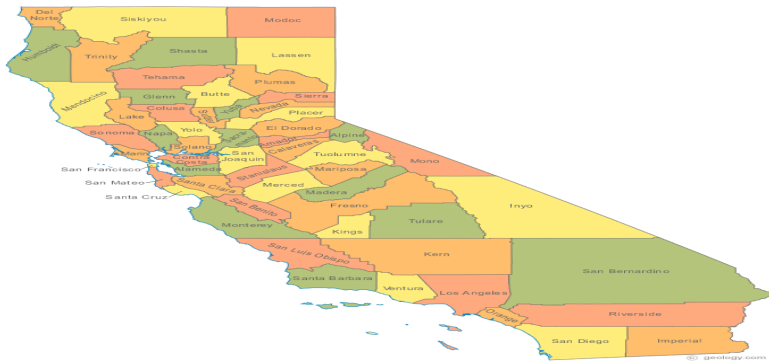 Del
Norte
Siskiyou
Modoc
Humboldt
Trinity
Shasta
Lassen
Tehama
Plumas
Mendocino
Glenn
Butte
Sierra
Colusa
Nevada
Placer
Lake
Sonoma
Napa
Yolo
El Dorado
Alpine
Solano
Amador
Calaveras
Marin
Contra
Costa
San
Joaquin
Tuolumne
Mono
San Francisco
Alameda
Stanislaus
Mariposa
San Mateo
Santa Clara
Merced
Madera
Santa Cruz
San Benito
Fresno
Inyo
Monterey
Kings
Tulare
San Luis Obispo
Kern
San Bernardino
Santa Barbara
Ventura
Los Angeles
Orange
Riverside
San Diego
Imperial
© geology.com